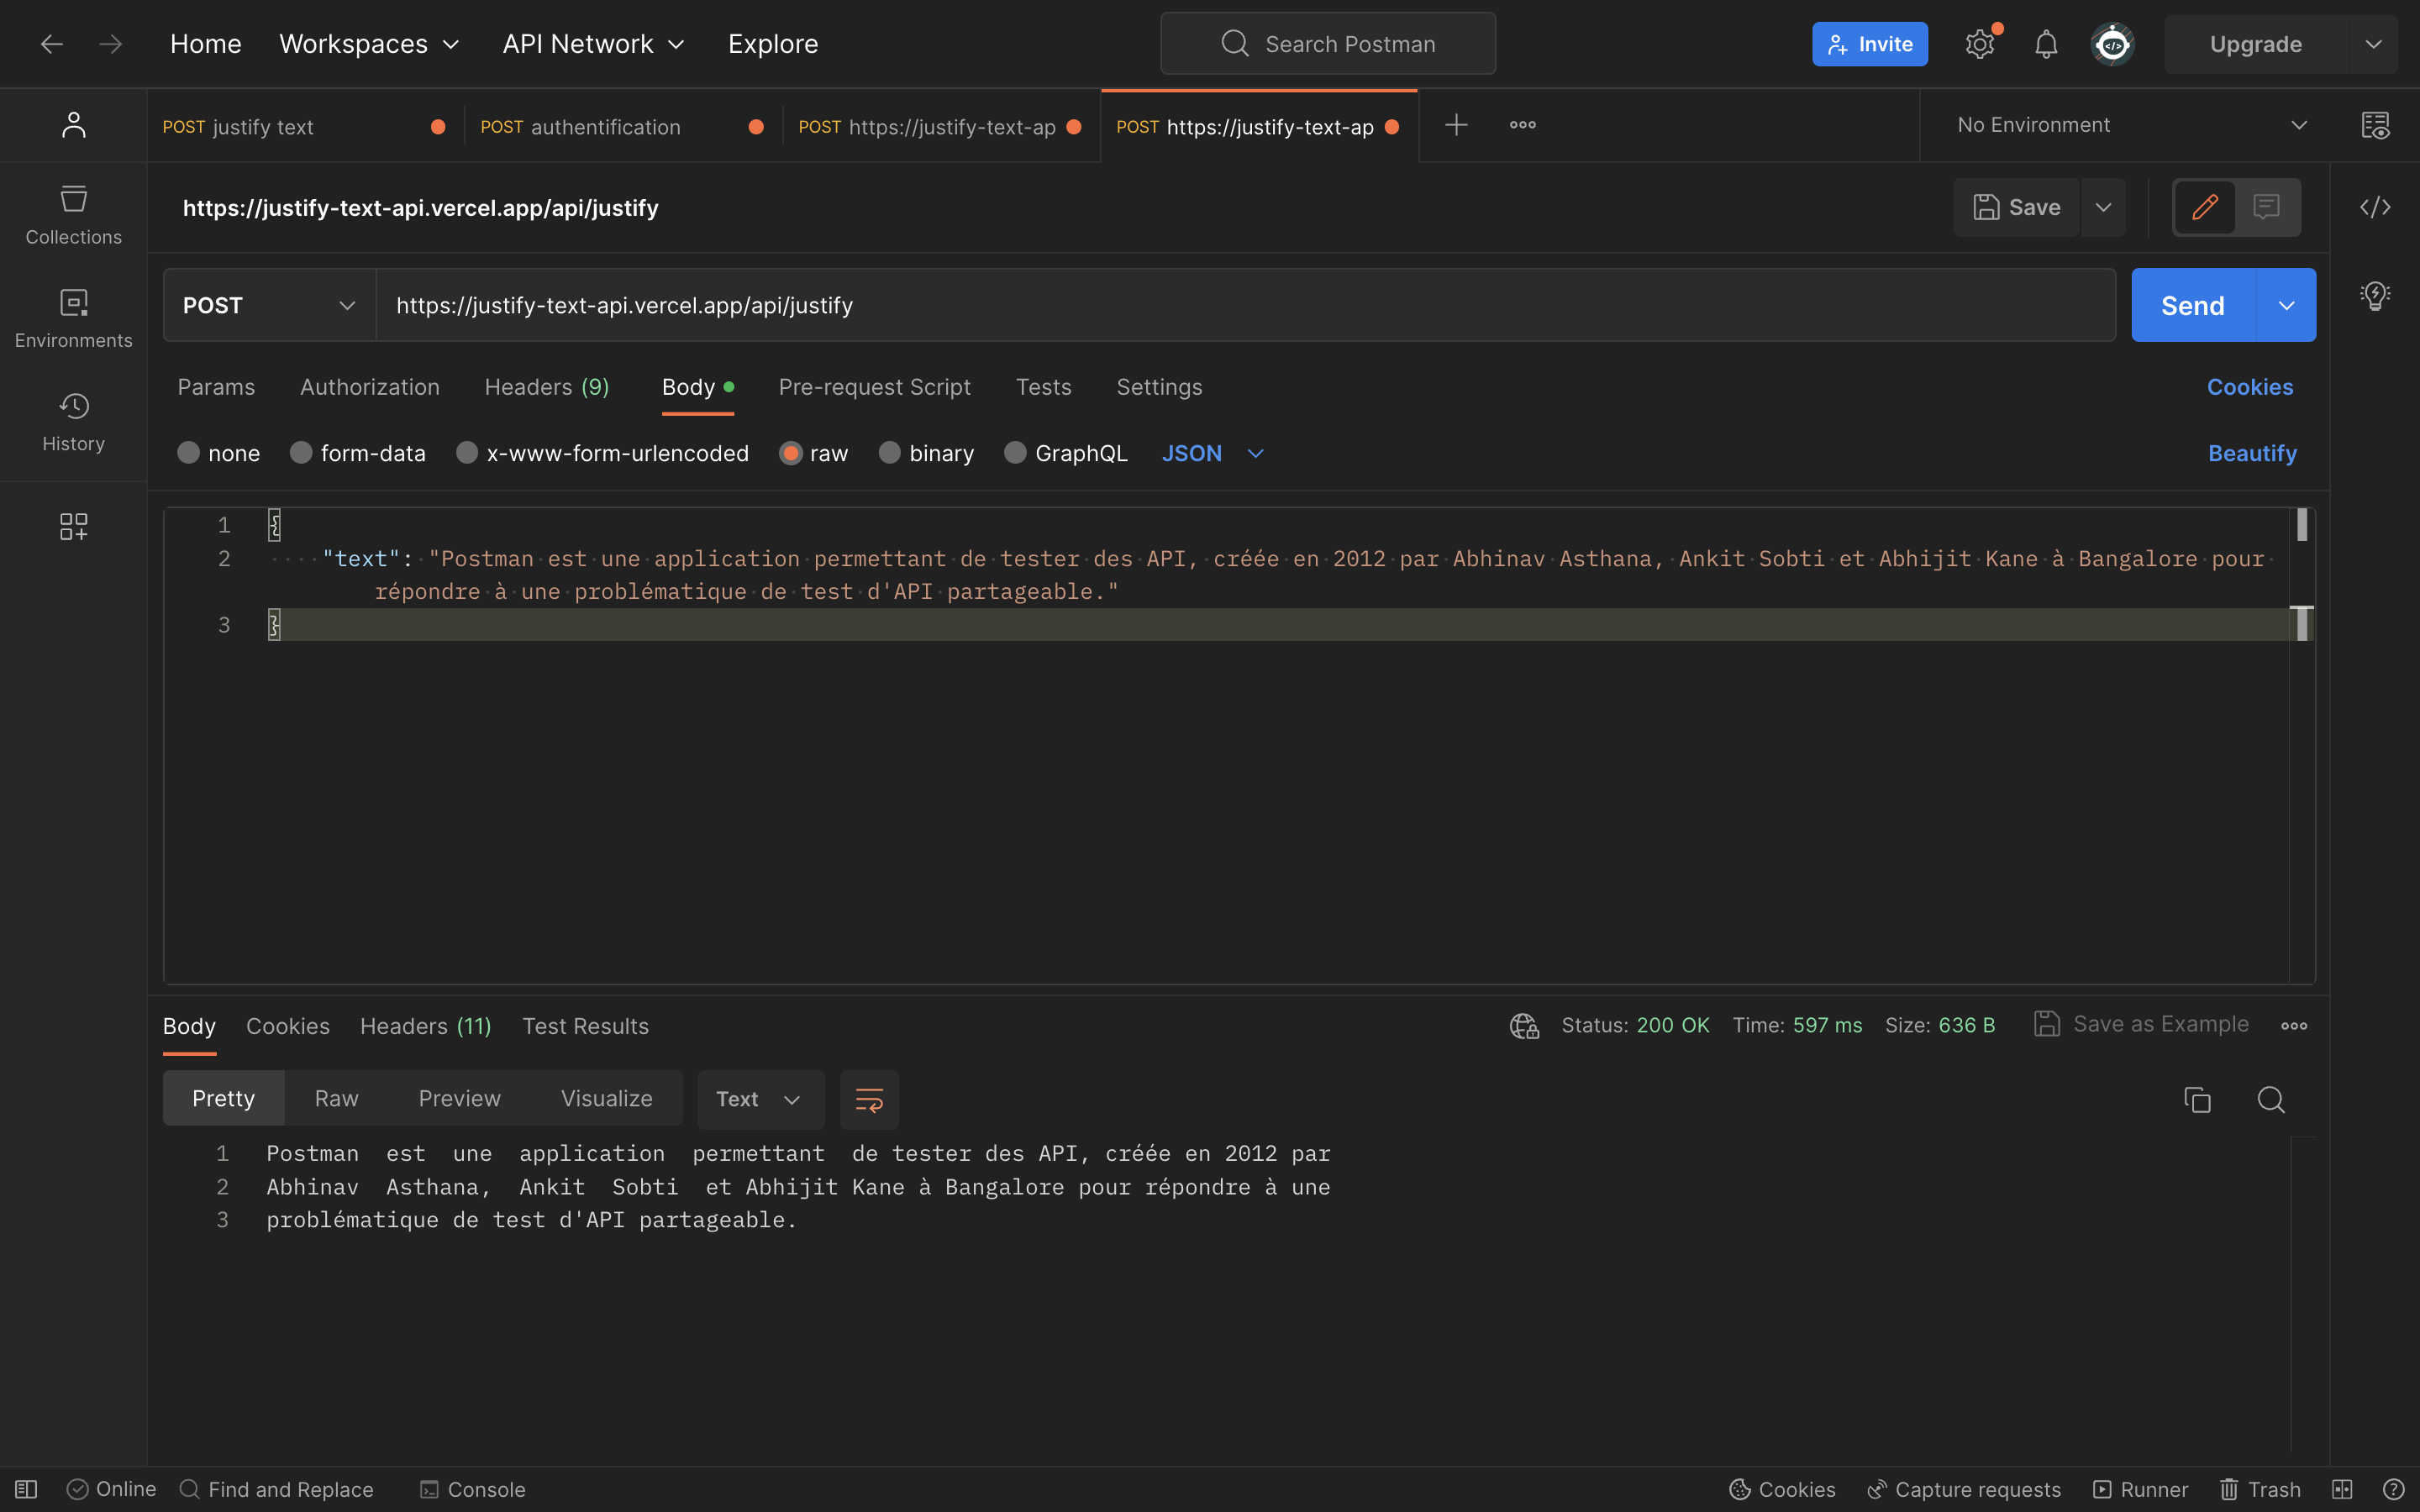 Home Workspaces API Network Explore Search Postman Invite Upgrade
POST justify text POST authentification POST https://justify-text-ap POST https://justify-text-ap No Environment
Collections
Environments
History
https://justify-text-api.vercel.app/api/justify Save
POST https://justify-text-api.vercel.app/api/justify Send
Params Authorization Headers (9) Body Pre-request Script Tests Settings Cookies
none form-data x-www-form-urlencoded raw binary GraphQL JSON Beautify
1 {
2 "text": "Postman est une application permettant de tester des API, créée en 2012 par Abhinav Asthana, Ankit Sobti et Abhijit Kane à Bangalore pour
répondre à une problématique de test d'API partageable."
3 }
Body Cookies Headers (11) Test Results Status: 200 OK Time: 597 ms Size: 636 B Save as Example
Pretty Raw Preview Visualize Text
1 Postman  est  une  application  permettant  de tester des API, créée en 2012 par
2 Abhinav  Asthana,  Ankit  Sobti  et Abhijit Kane à Bangalore pour répondre à une
3 problématique de test d'API partageable.
Online Find and Replace Console Cookies Capture requests Runner Trash